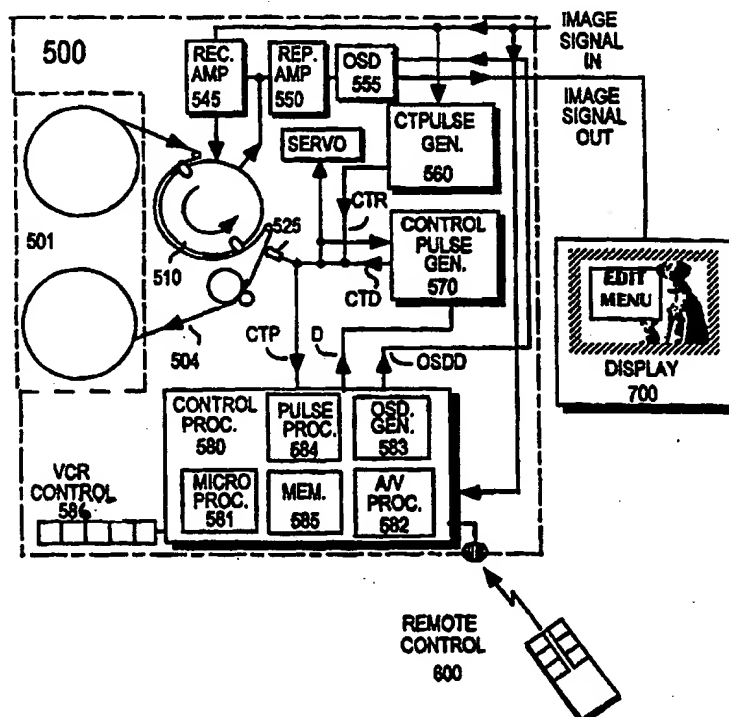 500
REC.
AMP
545
REP.
AMP
550
OSD
555
IMAGE
SIGNAL
IN
IMAGE
SIGNAL
OUT
CTPULSE
GEN.
560
SERVO
CTR
501
525
CONTROL
PULSE
GEN.
570
510
CTD
EDIT
MENU
DISPLAY
700
504
CTP
D
OSDD
CONTROL
PROC.
580
PULSE
PROC.
584
OSD.
GEN.
583
VCR
CONTROL
586
MICRO
PROC.
581
MEM.
585
A/V
PROC.
582
REMOTE
CONTROL
600